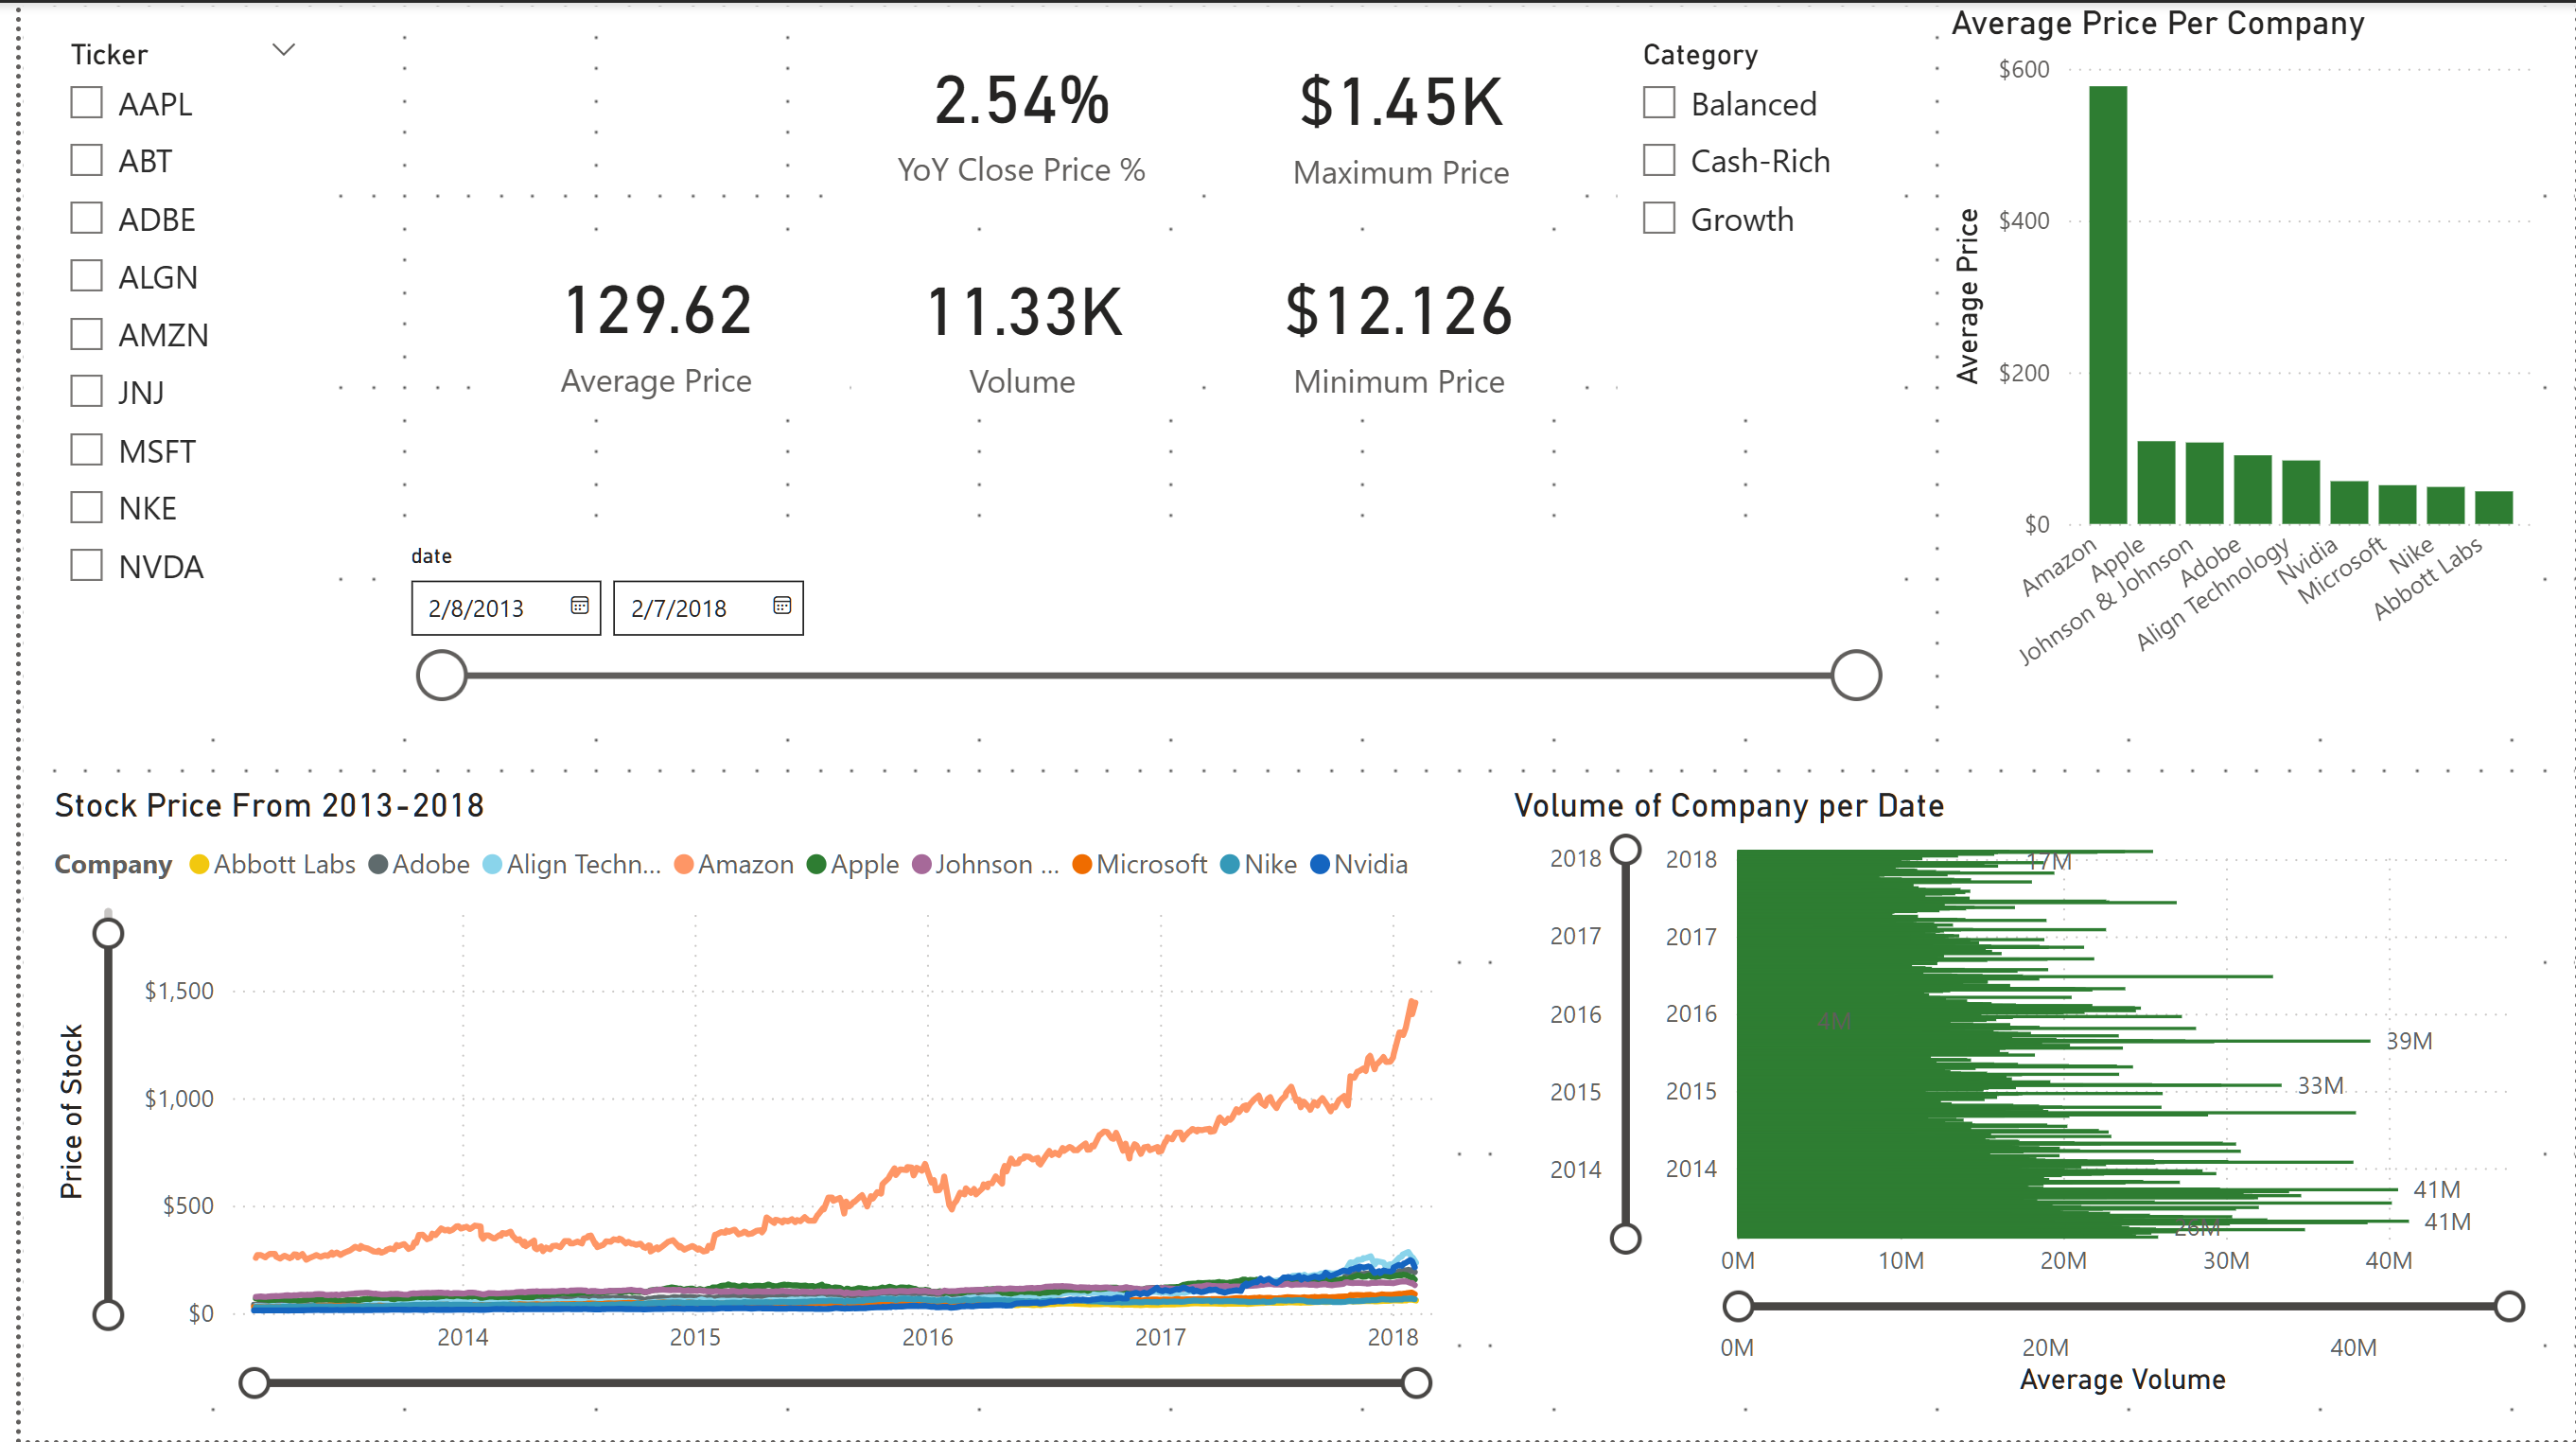 Ticker
AAPL
ABT
ADBE
ALGN
AMZN
JNJ
MSFT
NKE
NVDA
2.54%
YoY Close Price %
$1.45K
Maximum Price
129.62
Average Price
11.33K
Volume
$12.126
Minimum Price
Category
Balanced
Cash-Rich
Growth
date
2/8/2013
2/7/2018
Average Price Per Company
Average Price
$600
$400
$200
$0
Amazon
Apple
Johnson & Johnson
Adobe
Align Technology
Nvidia
Microsoft
Nike
Abbott Labs
Stock Price From 2013-2018
Company Abbott Labs Adobe Align Techn... Amazon Apple Johnson ... Microsoft Nike Nvidia
Price of Stock
$1,500
$1,000
$500
$0
2014 2015 2016 2017 2018
Volume of Company per Date
2018
2017
2016
2015
2014
2018
2017
2016
2015
2014
17M
4M
39M
33M
41M
41M
26M
0M 10M 20M 30M 40M
0M 20M 40M
Average Volume